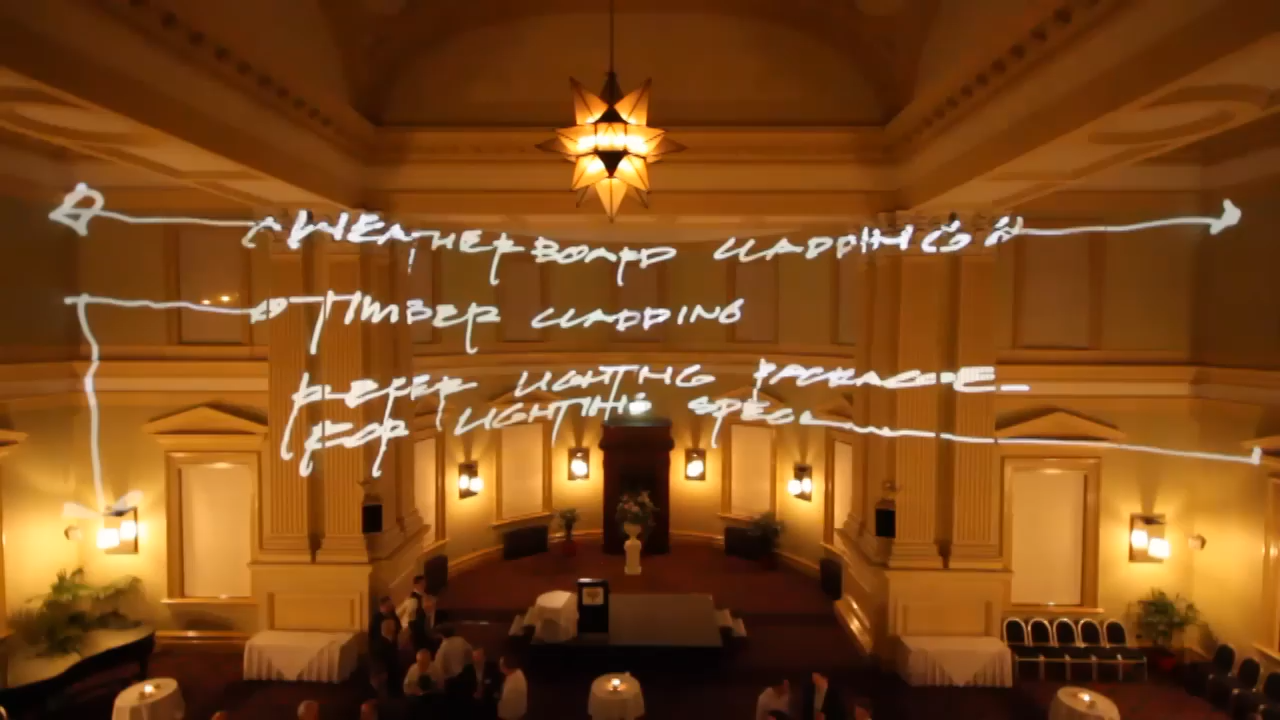 WEATHERBOARD CLADDING
TIMBER CLADDING
REFER LIGHTING PACKAGE
FOR LIGHTING SPECS